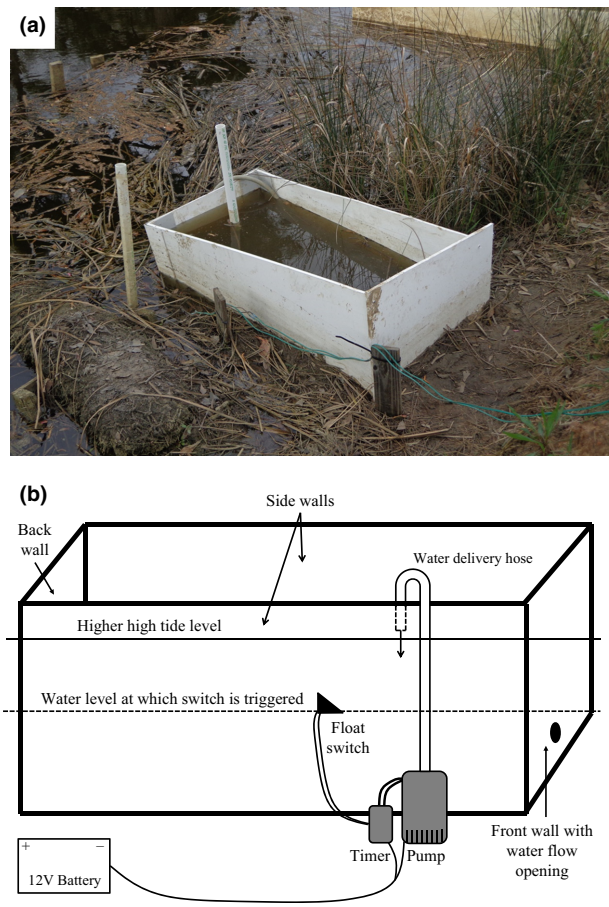 (a)
(b)
Side walls
Back
wall
Water delivery hose
Higher high tide level
Water level at which switch is triggered
Float
switch
Timer
Pump
Front wall with
water flow
opening
+ −
12V Battery